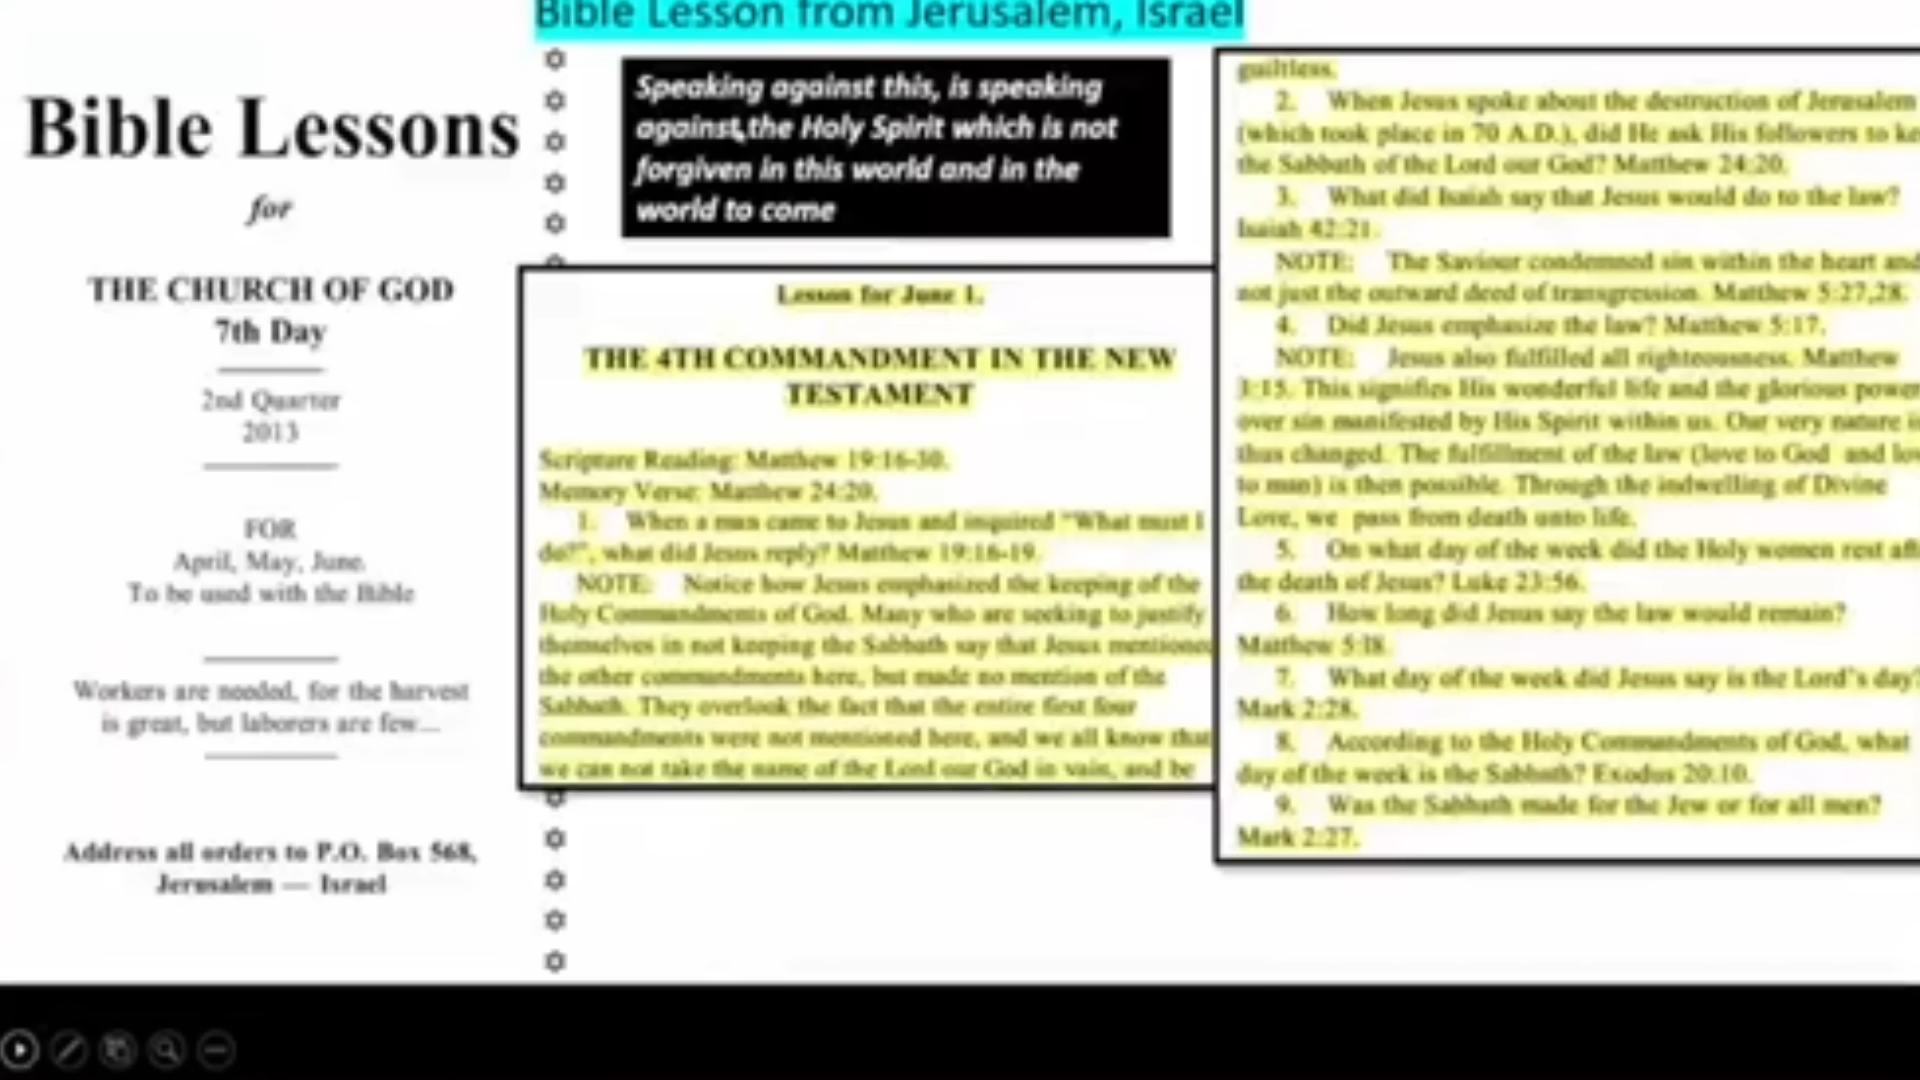 Bible Lesson from Jerusalem, Israel
Bible Lessons
for
THE CHURCH OF GOD
7th Day
2nd Quarter
2013
FOR
April, May, June.
To be used with the Bible
Workers are needed, for the harvest
is great, but laborers are few...
Address all orders to P.O. Box 568,
Jerusalem — Israel
Speaking against this, is speaking
against the Holy Spirit which is not
forgiven in this world and in the
world to come
Lesson for June 1.
THE 4TH COMMANDMENT IN THE NEW
TESTAMENT
Scripture Reading: Matthew 19:16-30.
Memory Verse: Matthew 24:20.
1. When a man came to Jesus and inquired "What must I
do?", what did Jesus reply? Matthew 19:16-19.
NOTE: Notice how Jesus emphasized the keeping of the
Holy Commandments of God. Many who are seeking to justify
themselves in not keeping the Sabbath say that Jesus mentioned
the other commandments here, but made no mention of the
Sabbath. They overlook the fact that the entire first four
commandments were not mentioned here, and we all know that
we can not take the name of the Lord our God in vain, and be
guiltless.
2. When Jesus spoke about the destruction of Jerusalem
(which took place in 70 A.D.), did He ask His followers to ke
the Sabbath of the Lord our God? Matthew 24:20.
3. What did Isaiah say that Jesus would do to the law?
Isaiah 42:21.
NOTE: The Saviour condemned sin within the heart and
not just the outward deed of transgression. Matthew 5:27,28.
4. Did Jesus emphasize the law? Matthew 5:17.
NOTE: Jesus also fulfilled all righteousness. Matthew
3:15. This signifies His wonderful life and the glorious power
over sin manifested by His Spirit within us. Our very nature i
thus changed. The fulfillment of the law (love to God and lov
to man) is then possible. Through the indwelling of Divine
Love, we pass from death unto life.
5. On what day of the week did the Holy women rest aft
the death of Jesus? Luke 23:56.
6. How long did Jesus say the law would remain?
Matthew 5:18.
7. What day of the week did Jesus say is the Lord's day?
Mark 2:28.
8. According to the Holy Commandments of God, what
day of the week is the Sabbath? Exodus 20:10.
9. Was the Sabbath made for the Jew or for all men?
Mark 2:27.